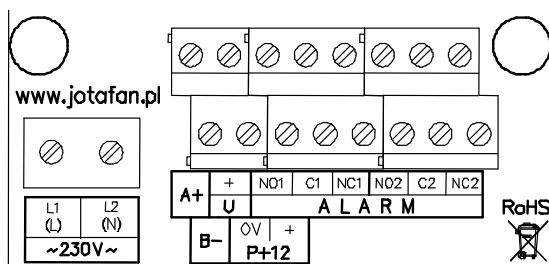 www.jotafan.pl
L1 L2
(L) (N)
~230V~
A+ + NO1 C1 NC1 NO2 C2 NC2
U ALARM
B- 0V +
P+12
RoHS